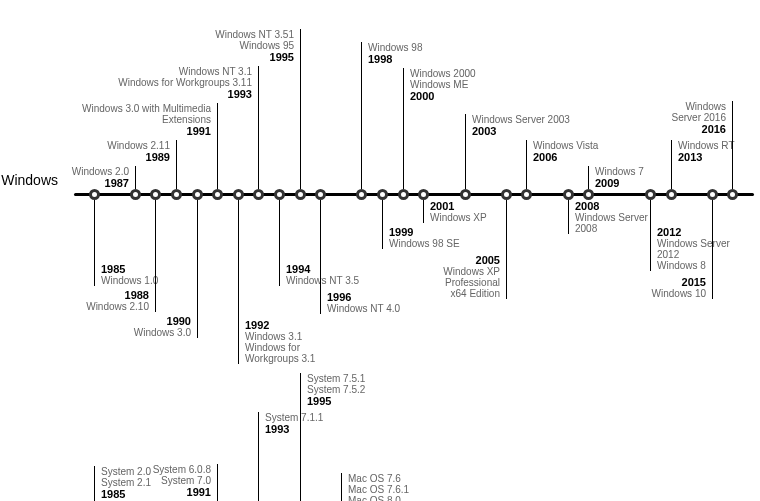 Windows NT 3.51
Windows 95
1995
Windows 98
1998
Windows NT 3.1
Windows for Workgroups 3.11
1993
Windows 2000
Windows ME
2000
Windows 3.0 with Multimedia
Extensions
1991
Windows Server 2003
2003
Windows
Server 2016
2016
Windows 2.11
1989
Windows Vista
2006
Windows RT
2013
Windows 2.0
1987
Windows 7
2009
Windows
2001
Windows XP
2008
Windows Server
2008
1999
Windows 98 SE
2012
Windows Server
2012
Windows 8
2005
Windows XP
Professional
x64 Edition
1985
Windows 1.0
1994
Windows NT 3.5
2015
Windows 10
1988
Windows 2.10
1996
Windows NT 4.0
1990
Windows 3.0
1992
Windows 3.1
Windows for
Workgroups 3.1
System 7.5.1
System 7.5.2
1995
System 7.1.1
1993
System 2.0
System 2.1
1985
System 6.0.8
System 7.0
1991
Mac OS 7.6
Mac OS 7.6.1
Mac OS 8.0